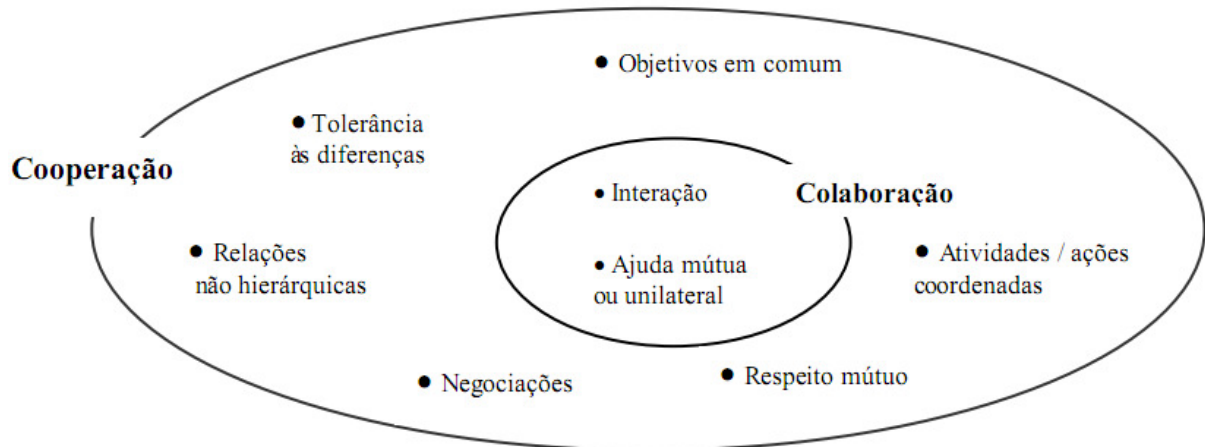 ● Objetivos em comum
● Tolerância
às diferenças
Cooperação
● Interação
Colaboração
● Relações
não hierárquicas
● Ajuda mútua
ou unilateral
● Atividades / ações
coordenadas
● Negociações
● Respeito mútuo